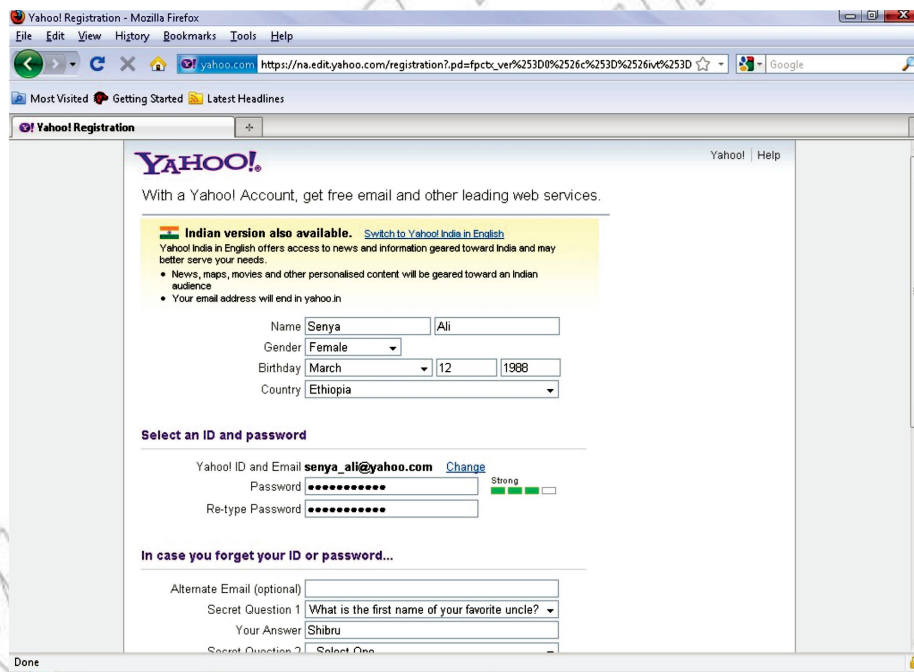 Yahoo! Registration - Mozilla Firefox
File Edit View History Bookmarks Tools Help
yahoo.com https://na.edit.yahoo.com/registration?.pd=fpctx_ver%253D0%2526c%253D%2526ivt%253D Google
Most Visited Getting Started Latest Headlines
Yahoo! Registration
YAHOO!® Yahoo! | Help
With a Yahoo! Account, get free email and other leading web services.
Indian version also available. Switch to Yahoo! India in English
Yahoo! India in English offers access to news and information geared toward India and may
better serve your needs.
• News, maps, movies and other personalised content will be geared toward an Indian
audience
• Your email address will end in yahoo.in
Name Senya Ali
Gender Female
Birthday March 12 1988
Country Ethiopia
Select an ID and password
Yahoo! ID and Email senya_ali@yahoo.com Change
Password ••••••••••• Strong
Re-type Password •••••••••••
In case you forget your ID or password...
Alternate Email (optional)
Secret Question 1 What is the first name of your favorite uncle?
Your Answer Shibru
Secret Question 2 - Select One -
Done